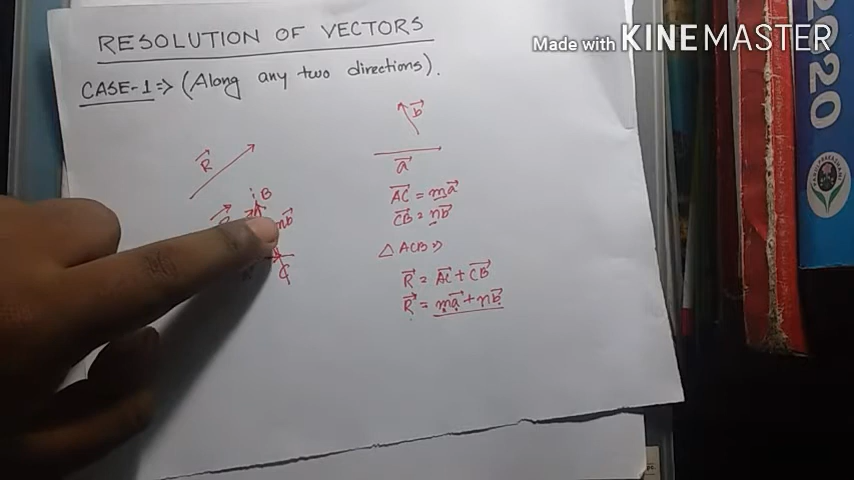 RESOLUTION OF VECTORS
Made with KINEMASTER
CASE-1 => (Along any two directions).
R⃗
b⃗
a⃗
B
nb⃗
C
AC⃗ = ma⃗
CB⃗ = nb⃗
△ ACB »
R⃗ = AC⃗ + CB⃗
R⃗ = ma⃗ + nb⃗
2020